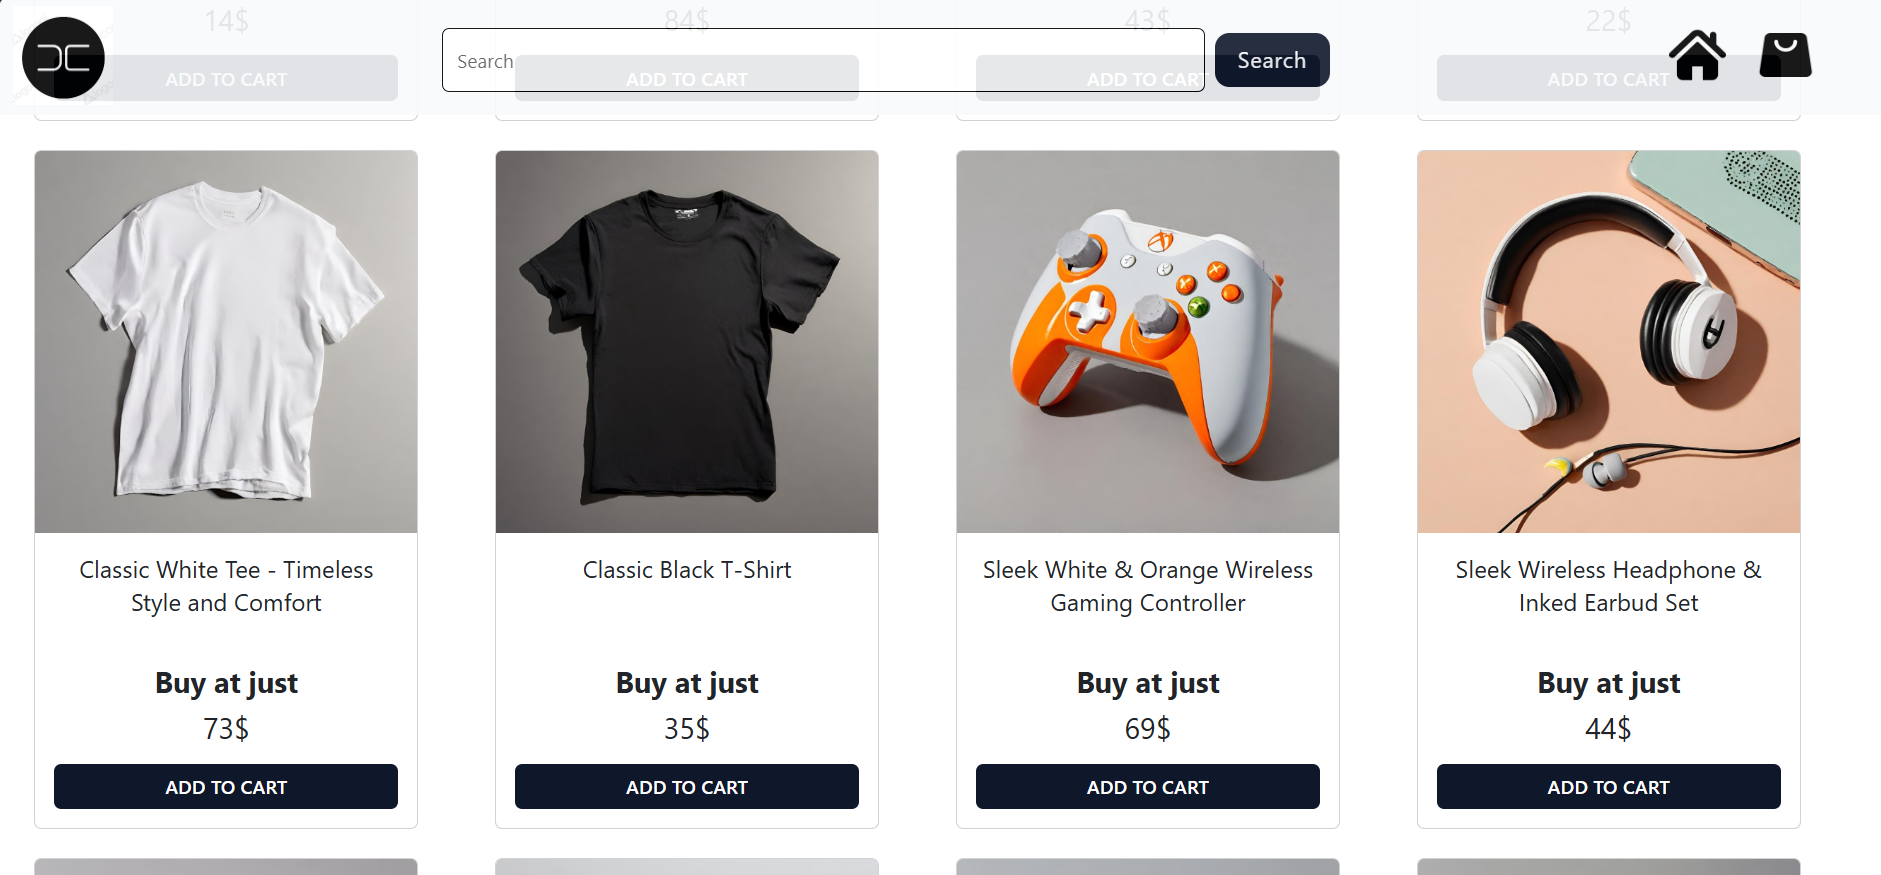 14$
84$
43$
22$
Search
Search
ADD TO CART
ADD TO CART
ADD TO CART
ADD TO CART
Classic White Tee - Timeless
Style and Comfort
Classic Black T-Shirt
Sleek White & Orange Wireless
Gaming Controller
Sleek Wireless Headphone &
Inked Earbud Set
Buy at just
Buy at just
Buy at just
Buy at just
73$
35$
69$
44$
ADD TO CART
ADD TO CART
ADD TO CART
ADD TO CART